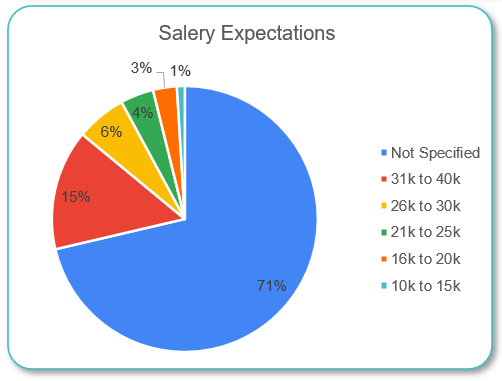 Salery Expectations
3%
1%
4%
6%
15%
71%
Not Specified
31k to 40k
26k to 30k
21k to 25k
16k to 20k
10k to 15k